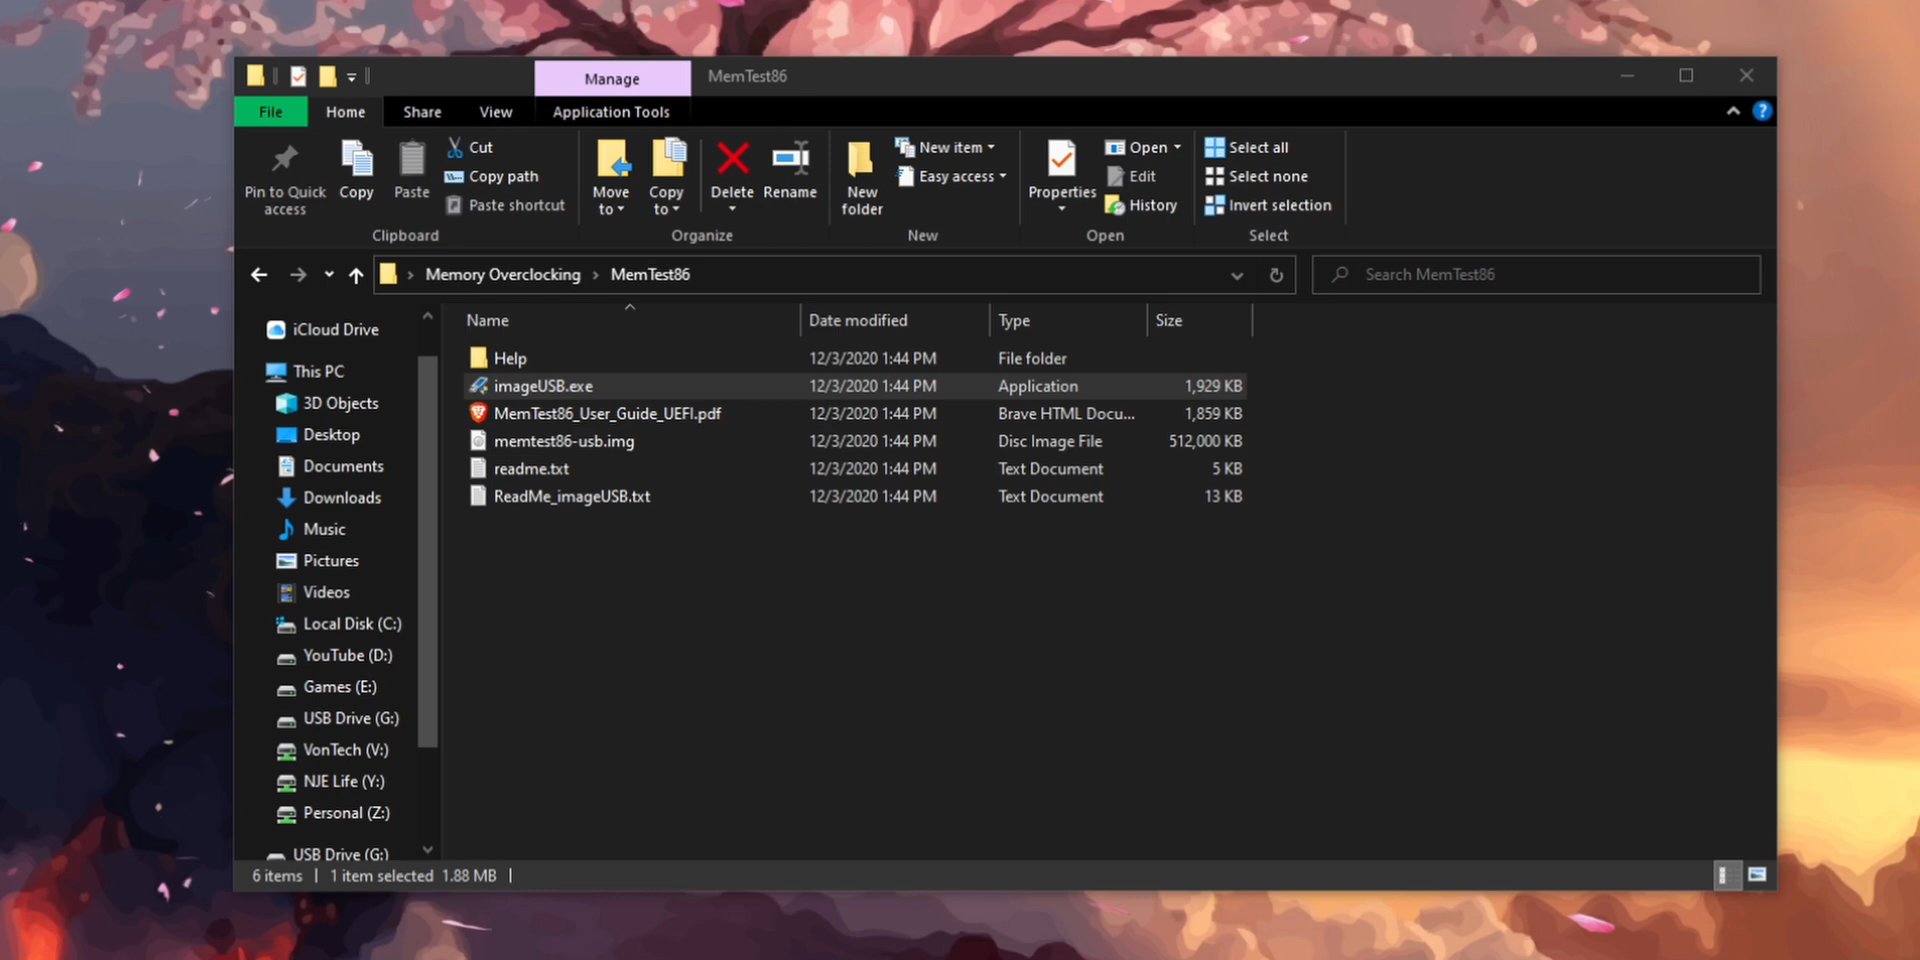 Manage
MemTest86
File
Home
Share
View
Application Tools
Pin to Quick access
Copy
Paste
Cut
Copy path
Paste shortcut
Clipboard
Move to
Copy to
Delete
Rename
Organize
New folder
New item
Easy access
New
Properties
Open
Edit
History
Open
Select all
Select none
Invert selection
Select
Memory Overclocking > MemTest86
Search MemTest86
iCloud Drive
This PC
3D Objects
Desktop
Documents
Downloads
Music
Pictures
Videos
Local Disk (C:)
YouTube (D:)
Games (E:)
USB Drive (G:)
VonTech (V:)
NJE Life (Y:)
Personal (Z:)
USB Drive (G:)
Name Date modified Type Size
Help 12/3/2020 1:44 PM File folder
imageUSB.exe 12/3/2020 1:44 PM Application 1,929 KB
MemTest86_User_Guide_UEFI.pdf 12/3/2020 1:44 PM Brave HTML Docu... 1,859 KB
memtest86-usb.img 12/3/2020 1:44 PM Disc Image File 512,000 KB
readme.txt 12/3/2020 1:44 PM Text Document 5 KB
ReadMe_imageUSB.txt 12/3/2020 1:44 PM Text Document 13 KB
6 items | 1 item selected 1.88 MB |